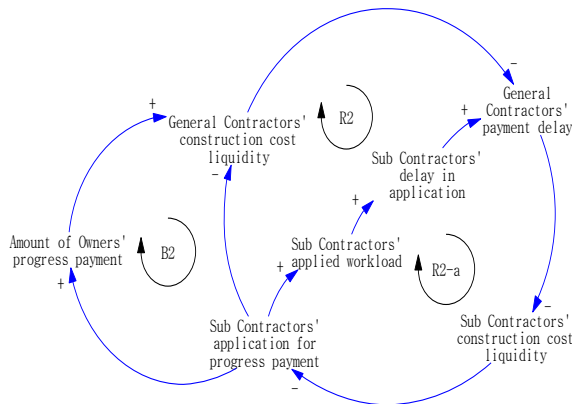 -
General
Contractors'
payment delay
+
+
General Contractors'
construction cost
liquidity
-
R2
Sub Contractors'
delay in
application
+
Amount of Owners'
progress payment
+
B2
Sub Contractors'
applied workload
+
R2-a
Sub Contractors'
application for
progress payment
-
-
Sub Contractors'
construction cost
liquidity